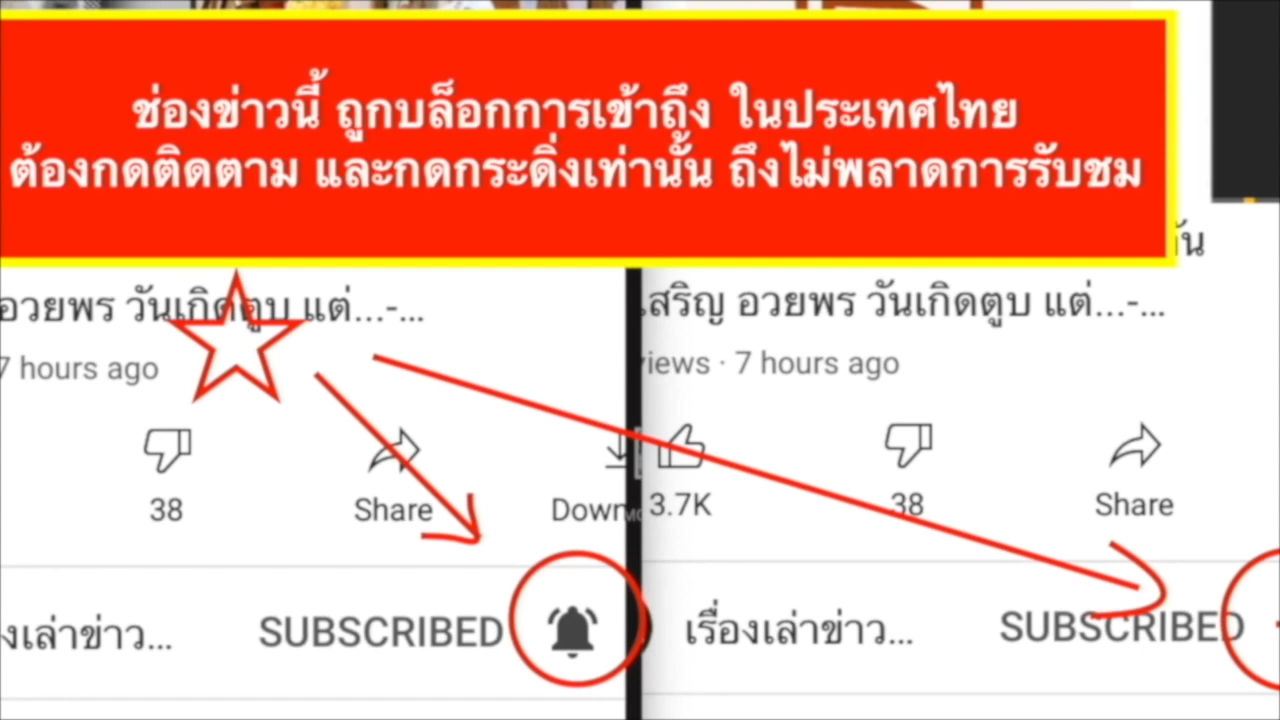 ช่องข่าวนี้ ถูกบล็อกการเข้าถึง ในประเทศไทย
ต้องกดติดตาม และกดกระดิ่งเท่านั้น ถึงไม่พลาดการรับชม
อวยพร วันเกิดตูบ แต่...-...
7 hours ago
38
Share
งเล่าข่าว...
SUBSCRIBED
สริญ อวยพร วันเกิดตูบ แต่...-...
views · 7 hours ago
3.7K
38
Share
เรื่องเล่าข่าว...
SUBSCRIBED